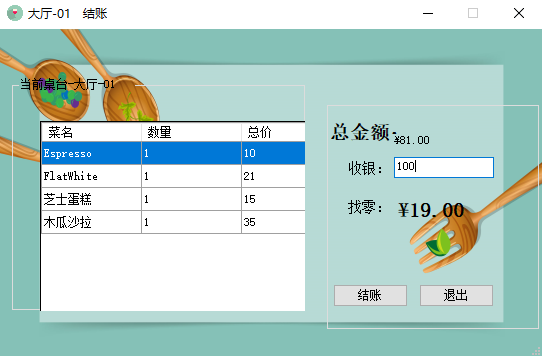 大厅-01 结账
当前桌台-大厅-01
菜名 数量 总价
Espresso 1 10
FlatWhite 1 21
芝士蛋糕 1 15
木瓜沙拉 1 35
总金额: ¥81.00
收银: 100
找零: ¥19.00
结账 退出